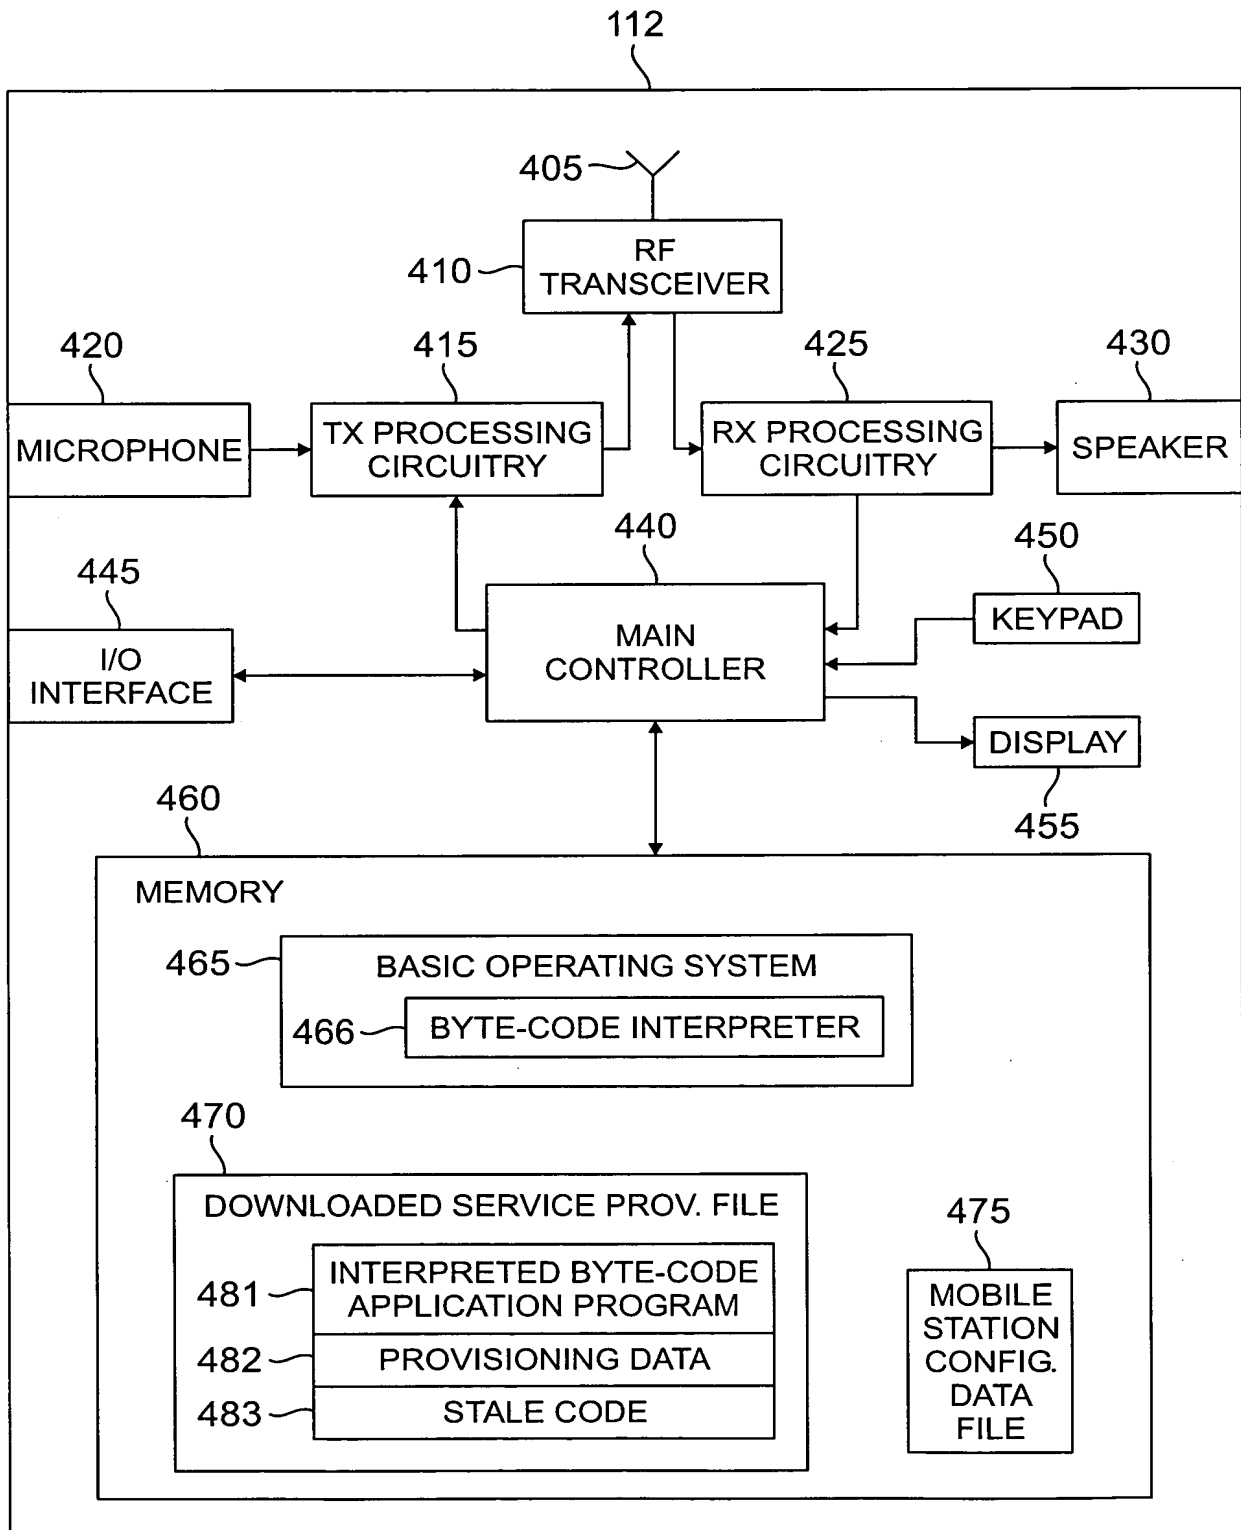 112
405
RF
TRANSCEIVER
410
420
415
425
430
MICROPHONE
TX PROCESSING
CIRCUITRY
RX PROCESSING
CIRCUITRY
SPEAKER
440
445
450
I/O
INTERFACE
MAIN
CONTROLLER
KEYPAD
DISPLAY
455
460
MEMORY
465
BASIC OPERATING SYSTEM
466
BYTE-CODE INTERPRETER
470
DOWNLOADED SERVICE PROV. FILE
475
481
INTERPRETED BYTE-CODE
APPLICATION PROGRAM
482
PROVISIONING DATA
483
STALE CODE
MOBILE
STATION
CONFIG.
DATA
FILE